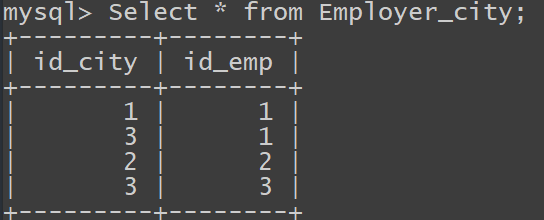 mysql> Select * from Employer_city;
+---------+--------+
| id_city | id_emp |
+---------+--------+
|       1 |      1 |
|       3 |      1 |
|       2 |      2 |
|       3 |      3 |
+---------+--------+